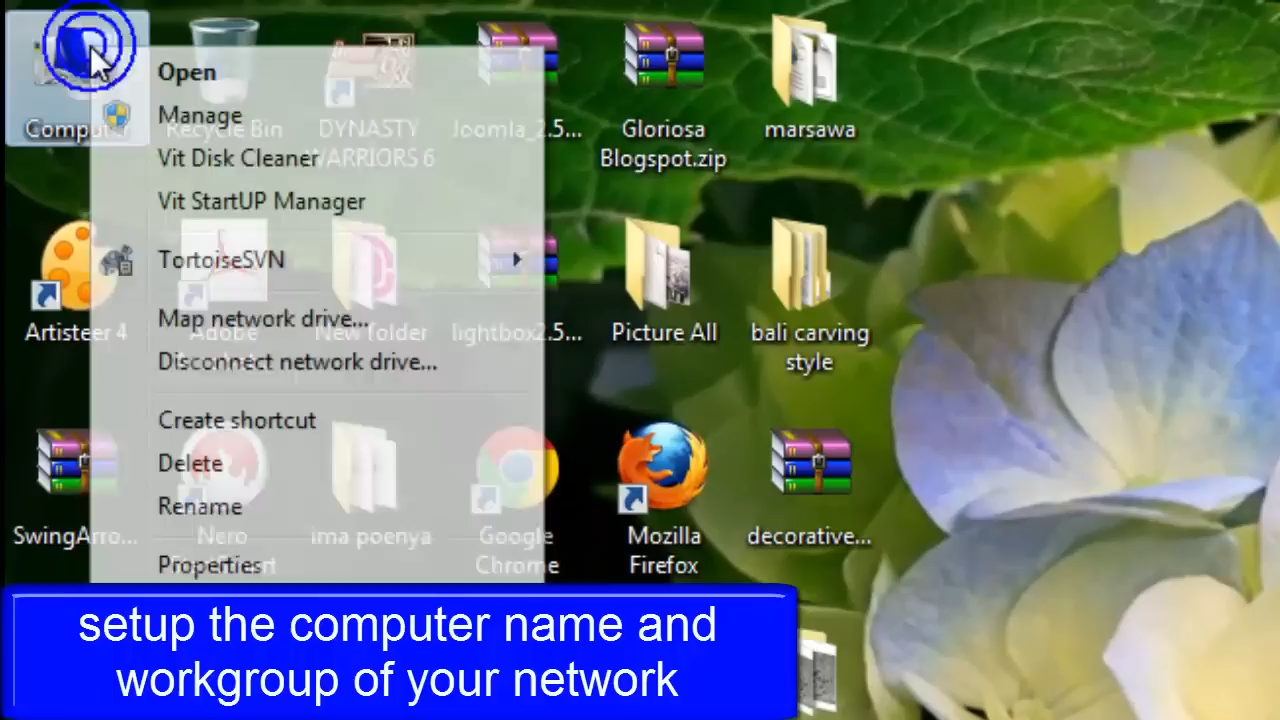 Open
Manage
Vit Disk Cleaner
Vit StartUP Manager
TortoiseSVN
Map network drive...
Disconnect network drive...
Create shortcut
Delete
Rename
Properties
Recycle Bin
DYNASTY
WARRIORS 6
Joomla_2.5...
Gloriosa
Blogspot.zip
marsawa
Artisteer 4
Adobe
New folder
lightbox2.5...
Picture All
bali carving
style
SwingArro...
Nero
ima poenya
Google
Chrome
Mozilla
Firefox
decorative...
setup the computer name and
workgroup of your network